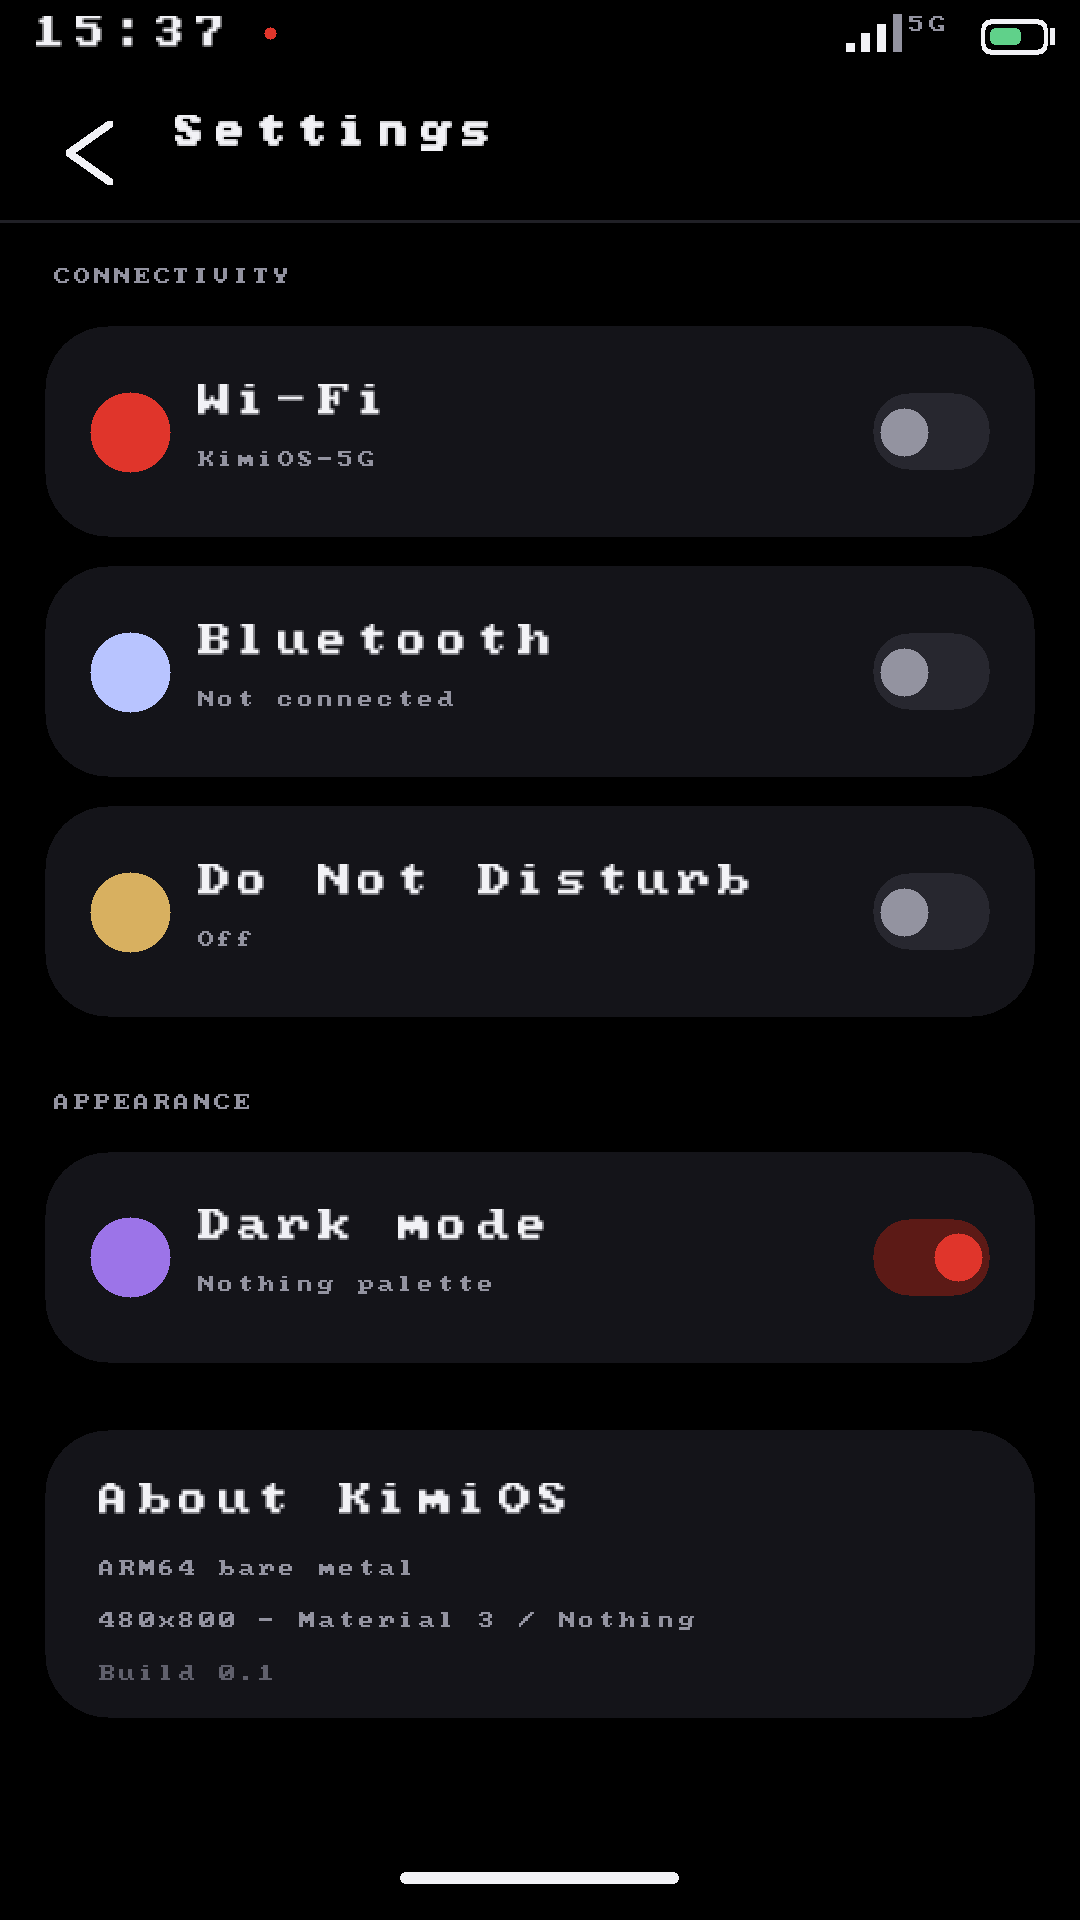 15:37
5G
Settings
CONNECTIVITY
Wi-Fi
KimiOS-5G
Bluetooth
Not connected
Do Not Disturb
Off
APPEARANCE
Dark mode
Nothing palette
About KimiOS
ARM64 bare metal
480x800 - Material 3 / Nothing
Build 0.1